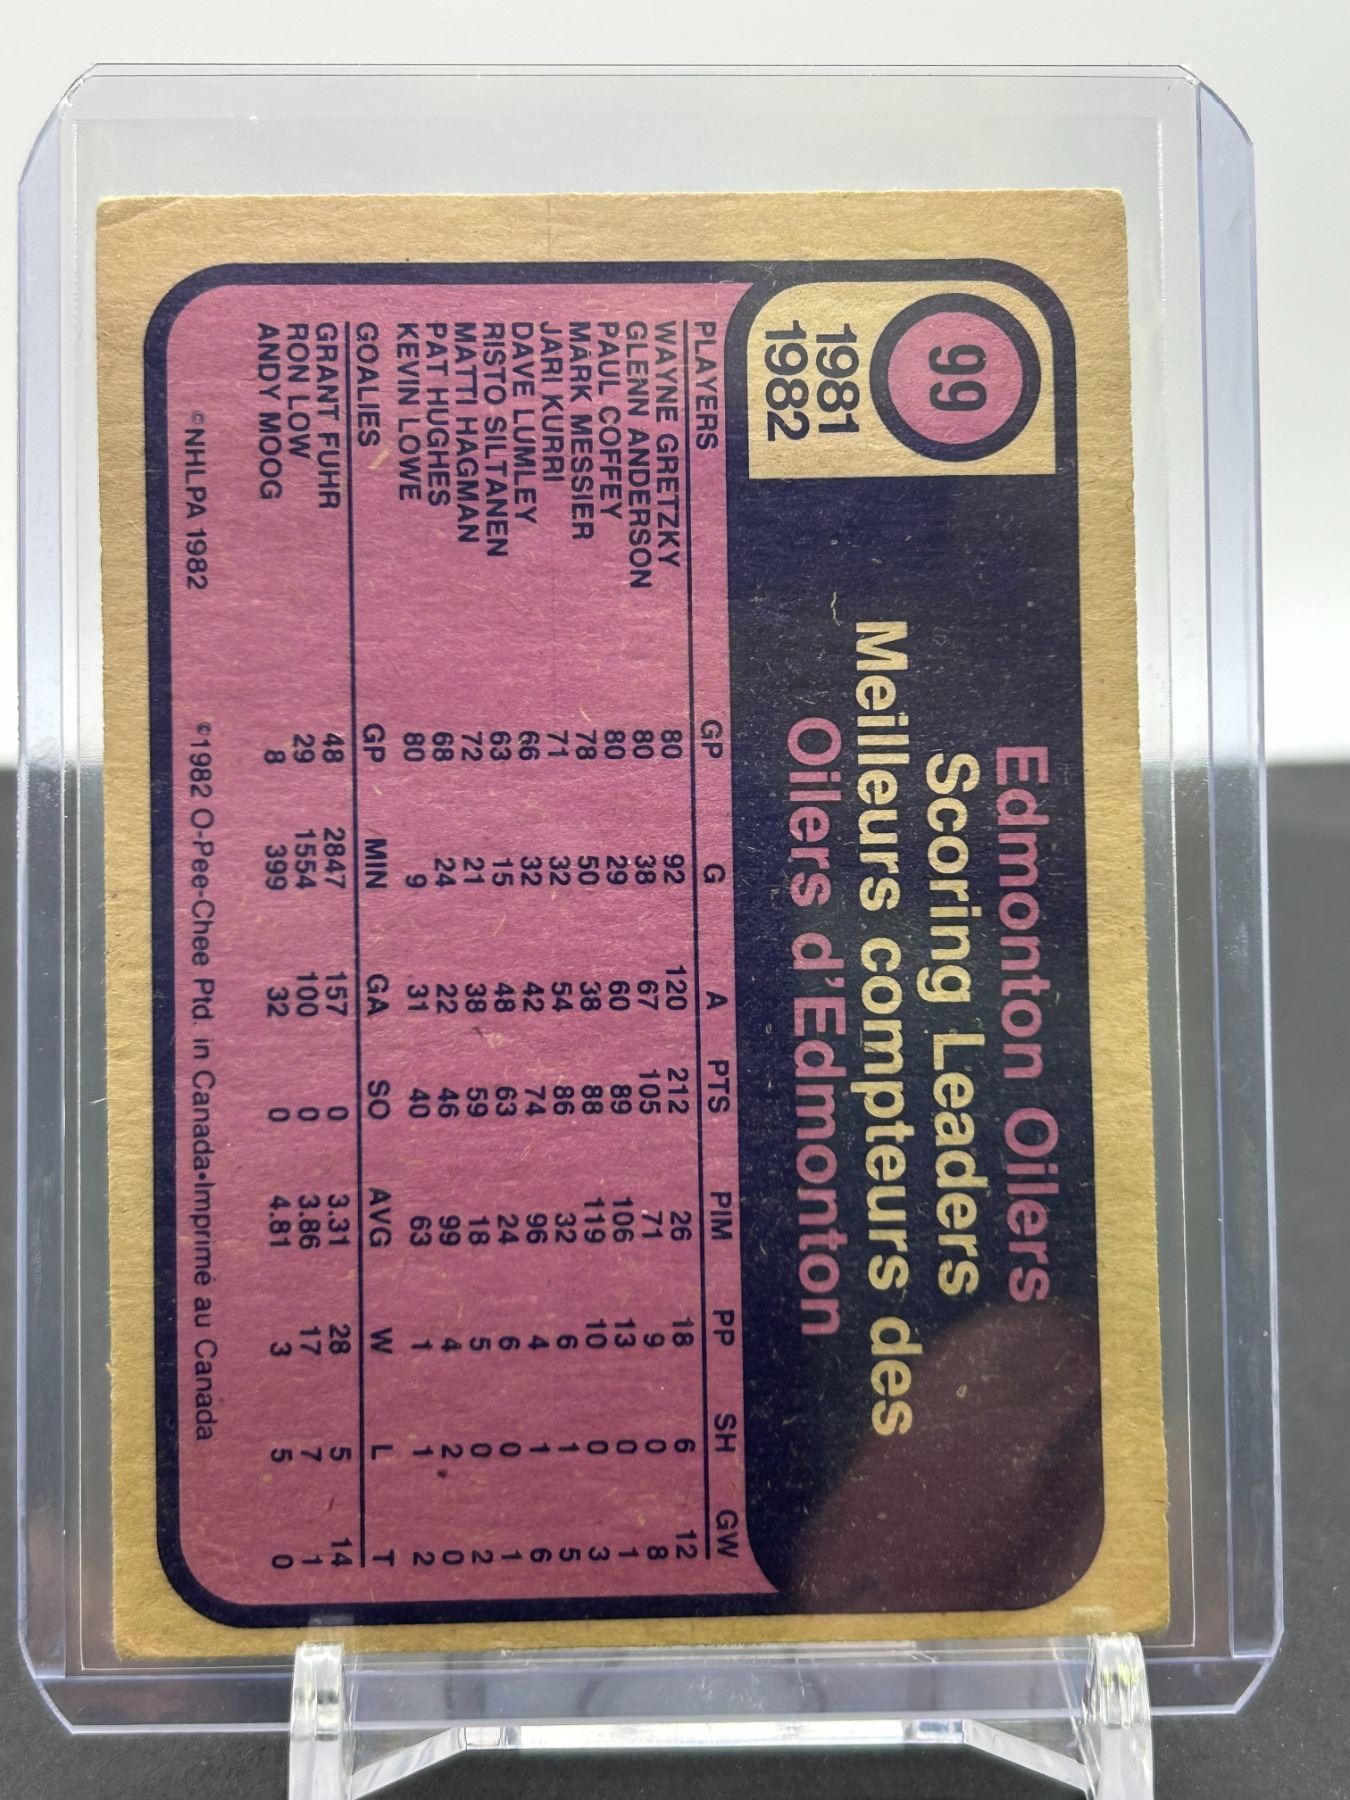 99
1981
1982
Edmonton Oilers
Scoring Leaders
Meilleurs compteurs des
Oilers d'Edmonton
PLAYERS GP G A PTS PIM PP SH GW
WAYNE GRETZKY 80 92 120 212 26 18 6 12
GLENN ANDERSON 80 38 67 105 71 9 0 8
PAUL COFFEY 80 29 60 89 106 13 0 1
MARK MESSIER 78 50 38 88 119 10 0 3
JARI KURRI 71 32 54 86 32 6 1 5
DAVE LUMLEY 66 32 42 74 96 4 1 6
RISTO SILTANEN 63 15 48 63 24 6 0 1
MATTI HAGMAN 72 21 38 59 18 5 0 2
PAT HUGHES 68 24 22 46 99 4 2 0
KEVIN LOWE 80 9 31 40 63 1 1 2
GOALIES GP MIN GA SO AVG W L T
GRANT FUHR 48 2847 157 0 3.31 28 5 14
RON LOW 29 1554 100 0 3.86 17 7 1
ANDY MOOG 8 399 32 0 4.81 3 5 0
©NHLPA 1982 ©1982 O-Pee-Chee Ptd. in Canada•Imprimé au Canada